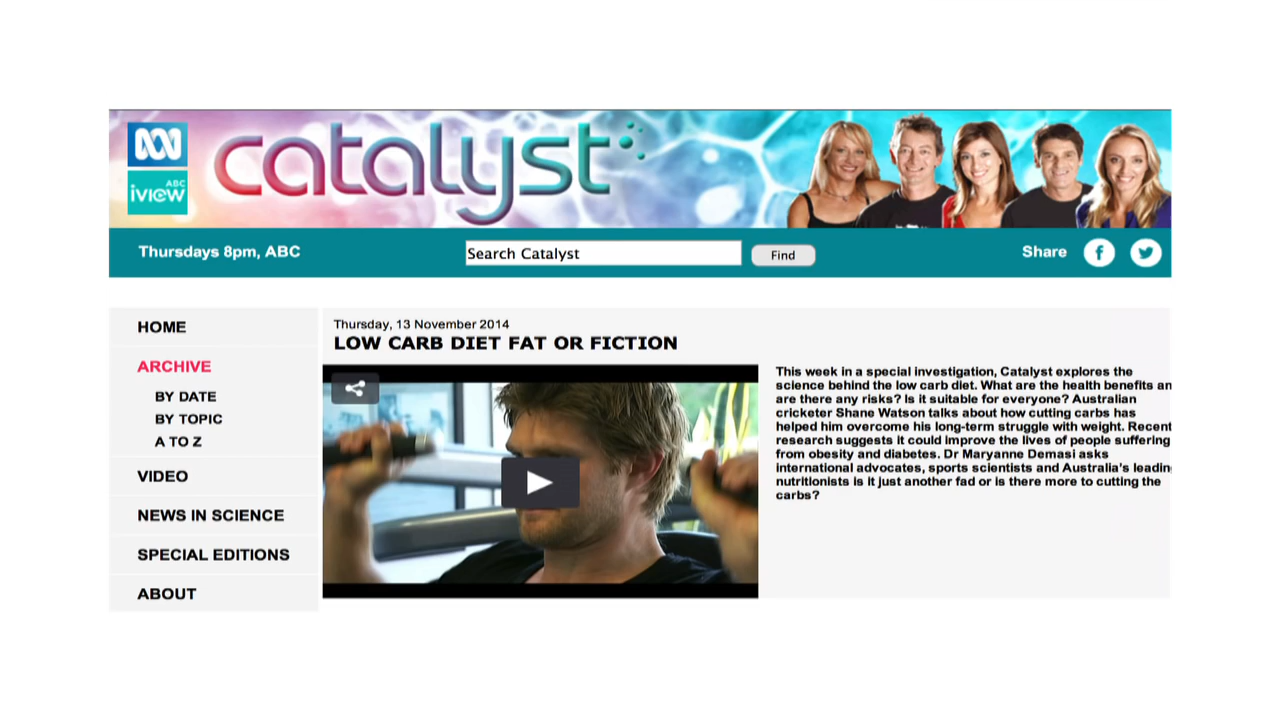 catalyst
ABC
iview
Thursdays 8pm, ABC
Search Catalyst
Find
Share
HOME
ARCHIVE
BY DATE
BY TOPIC
A TO Z
VIDEO
NEWS IN SCIENCE
SPECIAL EDITIONS
ABOUT
Thursday, 13 November 2014
LOW CARB DIET FAT OR FICTION
This week in a special investigation, Catalyst explores the
science behind the low carb diet. What are the health benefits an
are there any risks? Is it suitable for everyone? Australian
cricketer Shane Watson talks about how cutting carbs has
helped him overcome his long-term struggle with weight. Recent
research suggests it could improve the lives of people suffering
from obesity and diabetes. Dr Maryanne Demasi asks
international advocates, sports scientists and Australia's leadin
nutritionists is it just another fad or is there more to cutting the
carbs?